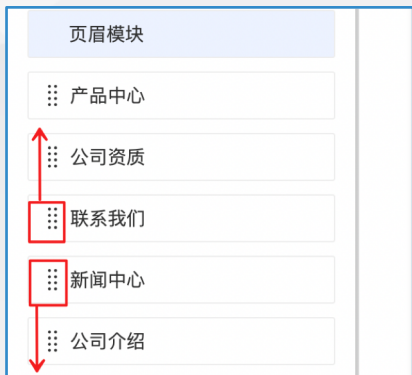 页眉模块
产品中心
公司资质
联系我们
新闻中心
公司介绍